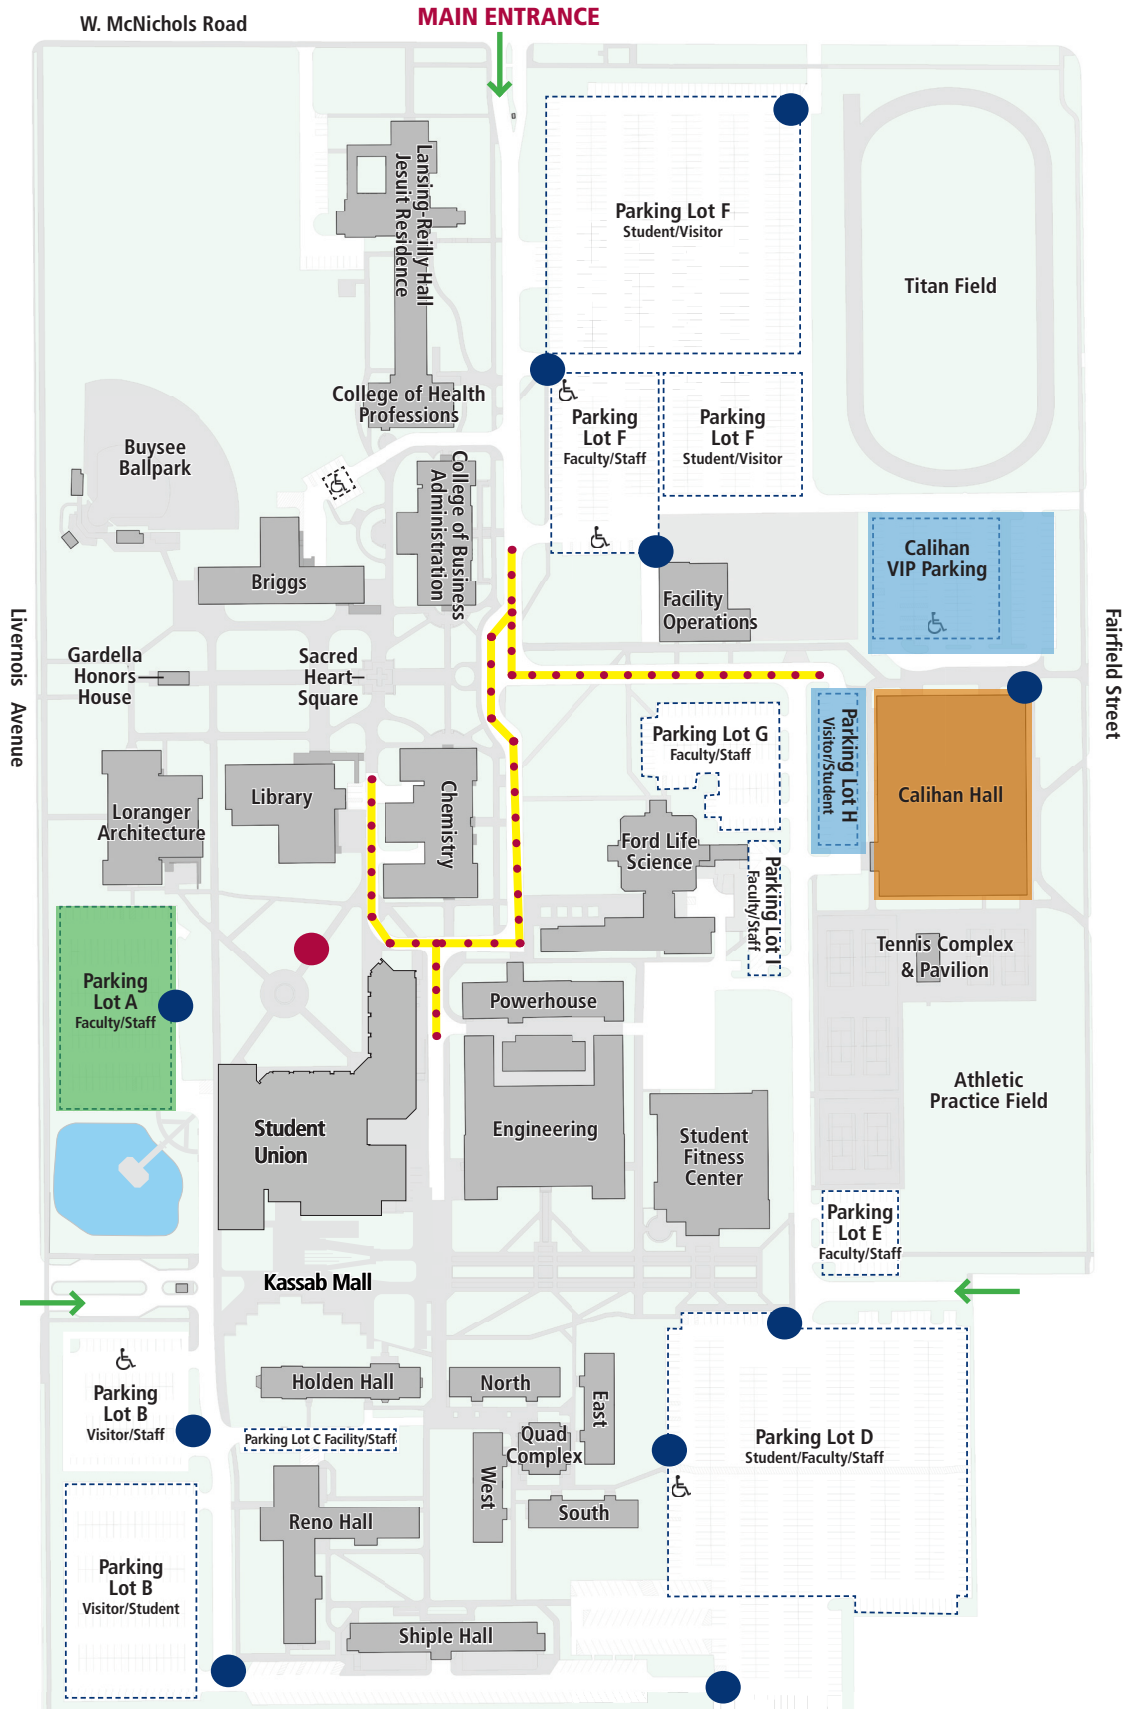 MAIN ENTRANCE
W. McNichols Road
Lansing-Reilly Hall
Jesuit Residence
Parking Lot F
Student/Visitor
Titan Field
College of Health
Professions
Parking
Lot F
Faculty/Staff
Parking
Lot F
Student/Visitor
Buysee
Ballpark
College of Business
Administration
Calihan
VIP Parking
Briggs
Facility
Operations
Livernois Avenue
Fairfield Street
Gardella
Honors
House
Sacred
Heart
Square
Parking Lot G
Faculty/Staff
Parking Lot H
Visitor/Student
Calihan Hall
Loranger
Architecture
Library
Chemistry
Ford Life
Science
Parking Lot I
Faculty/Staff
Tennis Complex
& Pavilion
Parking
Lot A
Faculty/Staff
Powerhouse
Athletic
Practice Field
Student
Union
Engineering
Student
Fitness
Center
Parking
Lot E
Faculty/Staff
Kassab Mall
Parking
Lot B
Visitor/Staff
Holden Hall
North
East
Parking Lot C Facility/Staff
Quad
Complex
Parking Lot D
Student/Faculty/Staff
West
South
Reno Hall
Parking
Lot B
Visitor/Student
Shiple Hall